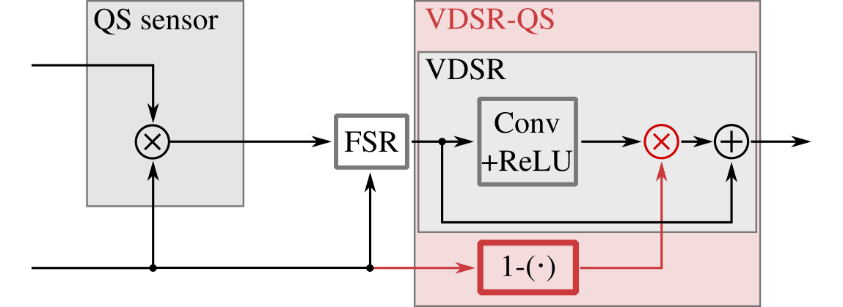 QS sensor
VDSR-QS
VDSR
FSR
Conv
+ReLU
1-(·)